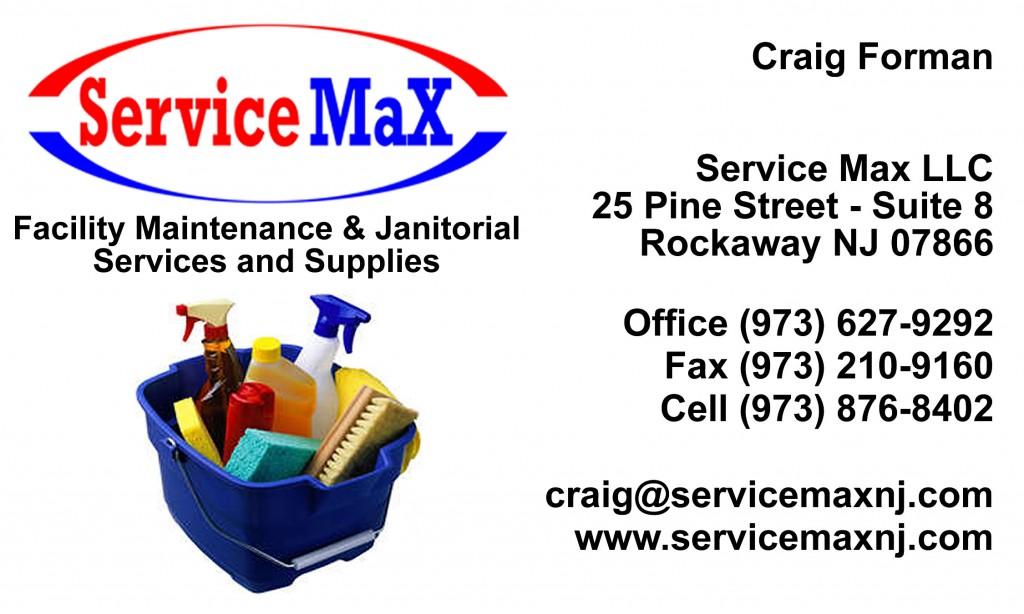 Service MaX
Facility Maintenance & Janitorial
Services and Supplies
Craig Forman
Service Max LLC
25 Pine Street - Suite 8
Rockaway NJ 07866
Office (973) 627-9292
Fax (973) 210-9160
Cell (973) 876-8402
craig@servicemaxnj.com
www.servicemaxnj.com